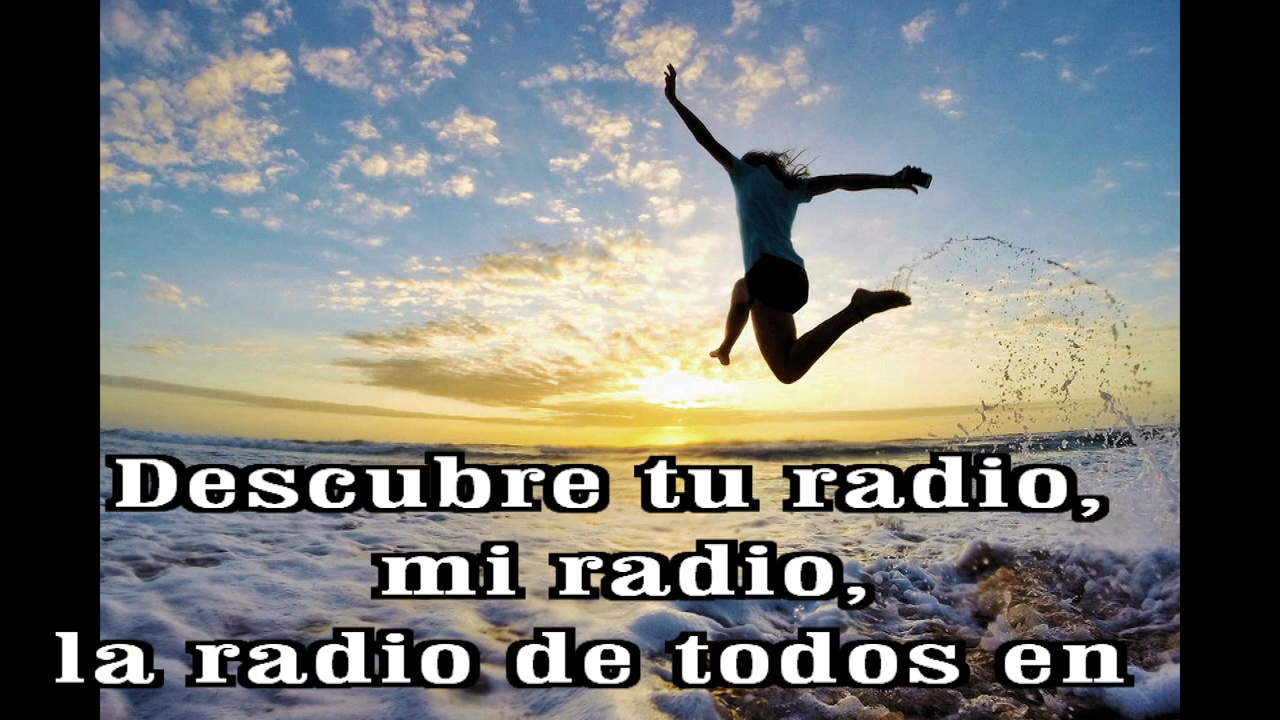 Descubre tu radio,
mi radio,
la radio de todos en